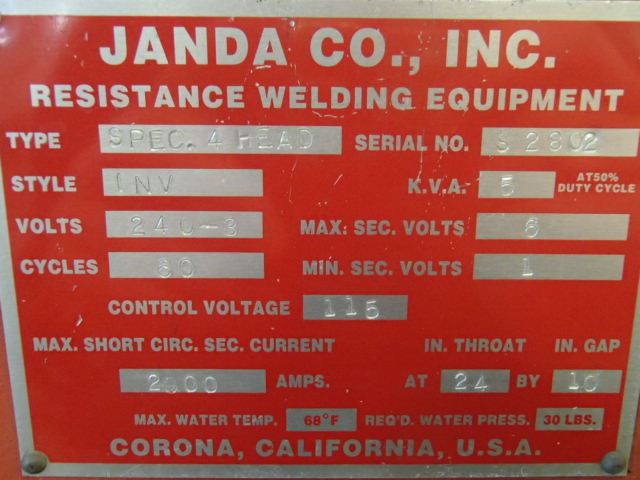 JANDA CO., INC.
RESISTANCE WELDING EQUIPMENT
TYPE SPEC. 4 HEAD SERIAL NO. S2802
STYLE INV K.V.A. 5 AT 50% DUTY CYCLE
VOLTS 240-3 MAX. SEC. VOLTS 6
CYCLES 60 MIN. SEC. VOLTS 1
CONTROL VOLTAGE 115
MAX. SHORT CIRC. SEC. CURRENT IN. THROAT IN. GAP
AMPS. AT 24 BY 10
MAX. WATER TEMP. 68°F REQ'D. WATER PRESS. 30 LBS.
CORONA, CALIFORNIA, U.S.A.